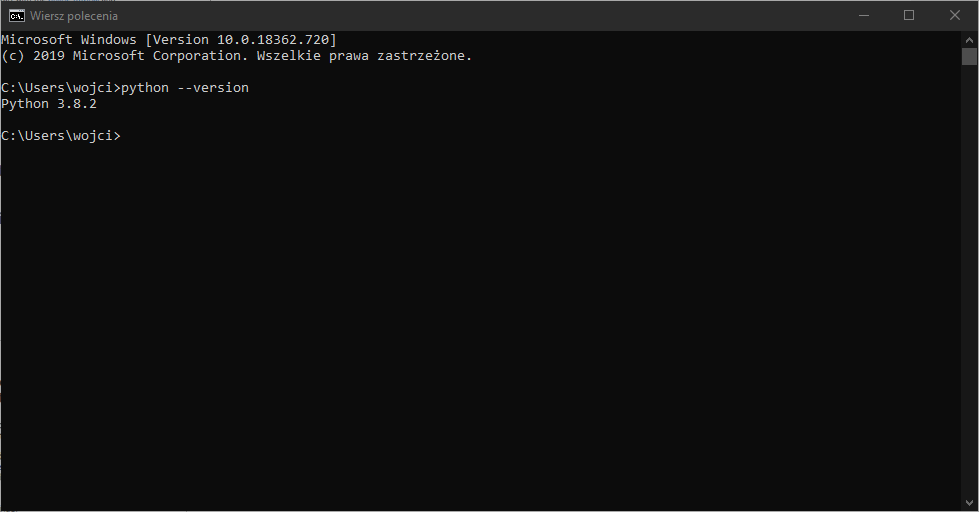 Wiersz polecenia
Microsoft Windows [Version 10.0.18362.720]
(c) 2019 Microsoft Corporation. Wszelkie prawa zastrzeżone.
C:\Users\wojci>python --version
Python 3.8.2
C:\Users\wojci>